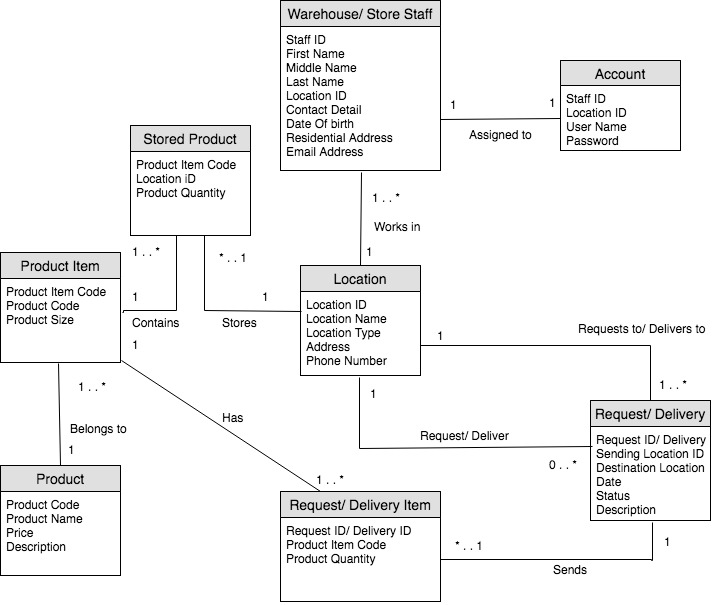 Warehouse/ Store Staff
Staff ID
First Name
Middle Name
Last Name
Location ID
Contact Detail
Date Of birth
Residential Address
Email Address
1
1
Assigned to
Account
Staff ID
Location ID
User Name
Password
Stored Product
Product Item Code
Location iD
Product Quantity
1 . . *
Works in
1
1 . . *
* . . 1
Product Item
Product Item Code
Product Code
Product Size
1
Contains
1
Stores
1
Location
Location ID
Location Name
Location Type
Address
Phone Number
1
Requests to/ Delivers to
1 . . *
1 . . *
Belongs to
1
Has
1 . . *
1
Request/ Deliver
0 . . *
Request/ Delivery
Request ID/ Delivery
Sending Location ID
Destination Location
Date
Status
Description
Product
Product Code
Product Name
Price
Description
Request/ Delivery Item
Request ID/ Delivery ID
Product Item Code
Product Quantity
* . . 1
1
Sends